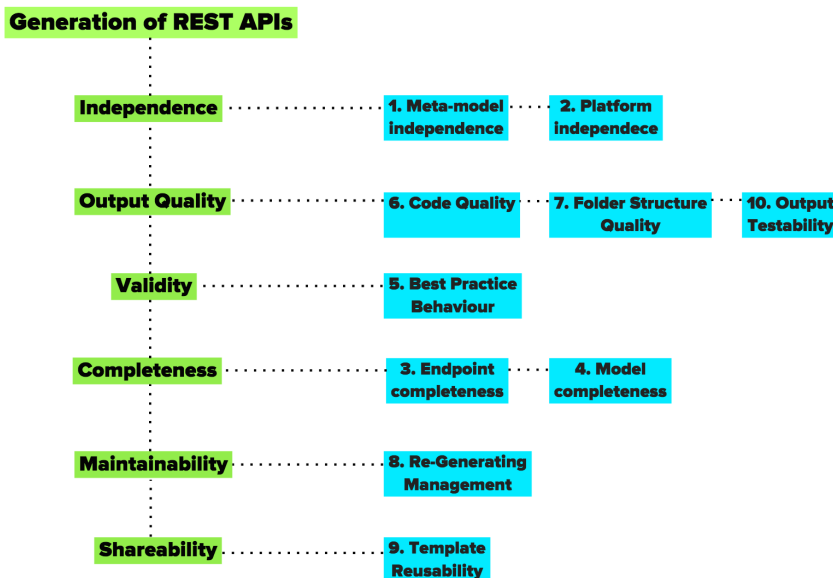 Generation of REST APIs
Independence
1. Meta-model
independence
2. Platform
independece
Output Quality
6. Code Quality
7. Folder Structure
Quality
10. Output
Testability
Validity
5. Best Practice
Behaviour
Completeness
3. Endpoint
completeness
4. Model
completeness
Maintainability
8. Re-Generating
Management
Shareability
9. Template
Reusability